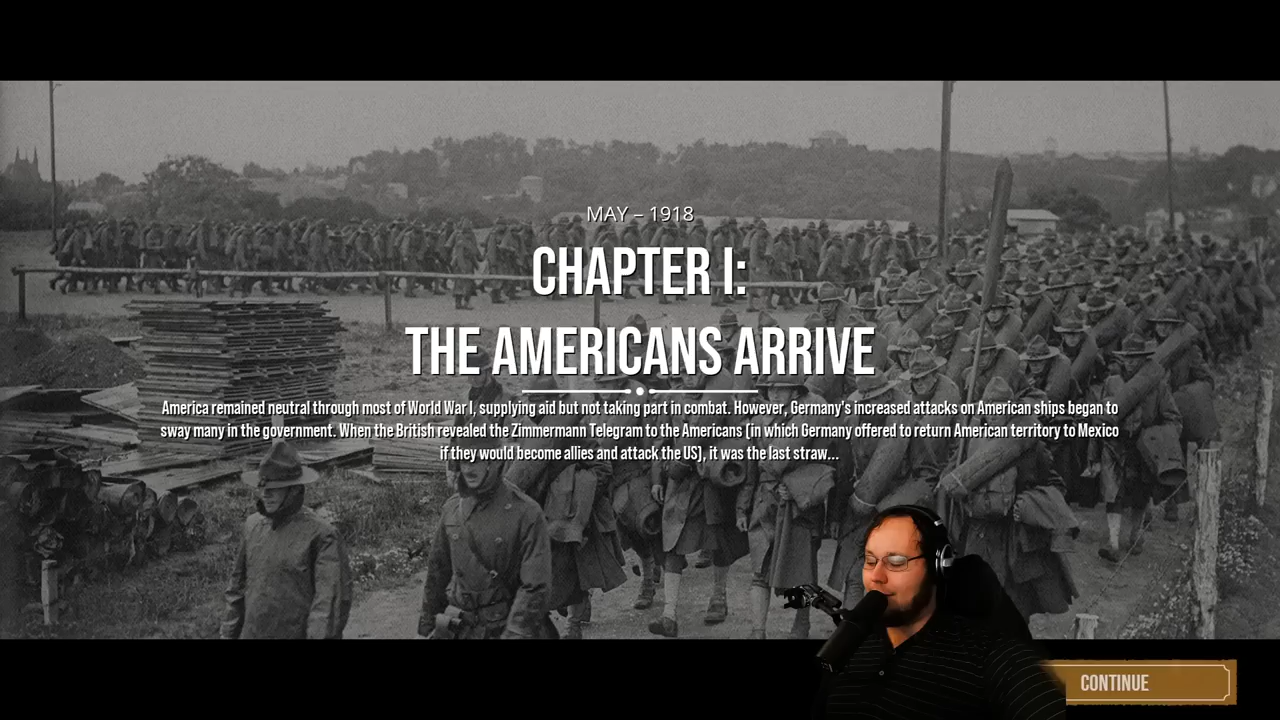 MAY – 1918
CHAPTER I:
THE AMERICANS ARRIVE
America remained neutral through most of World War I, supplying aid but not taking part in combat. However, Germany's increased attacks on American ships began to
sway many in the government. When the British revealed the Zimmermann Telegram to the Americans (in which Germany offered to return American territory to Mexico
if they would become allies and attack the US), it was the last straw...
CONTINUE